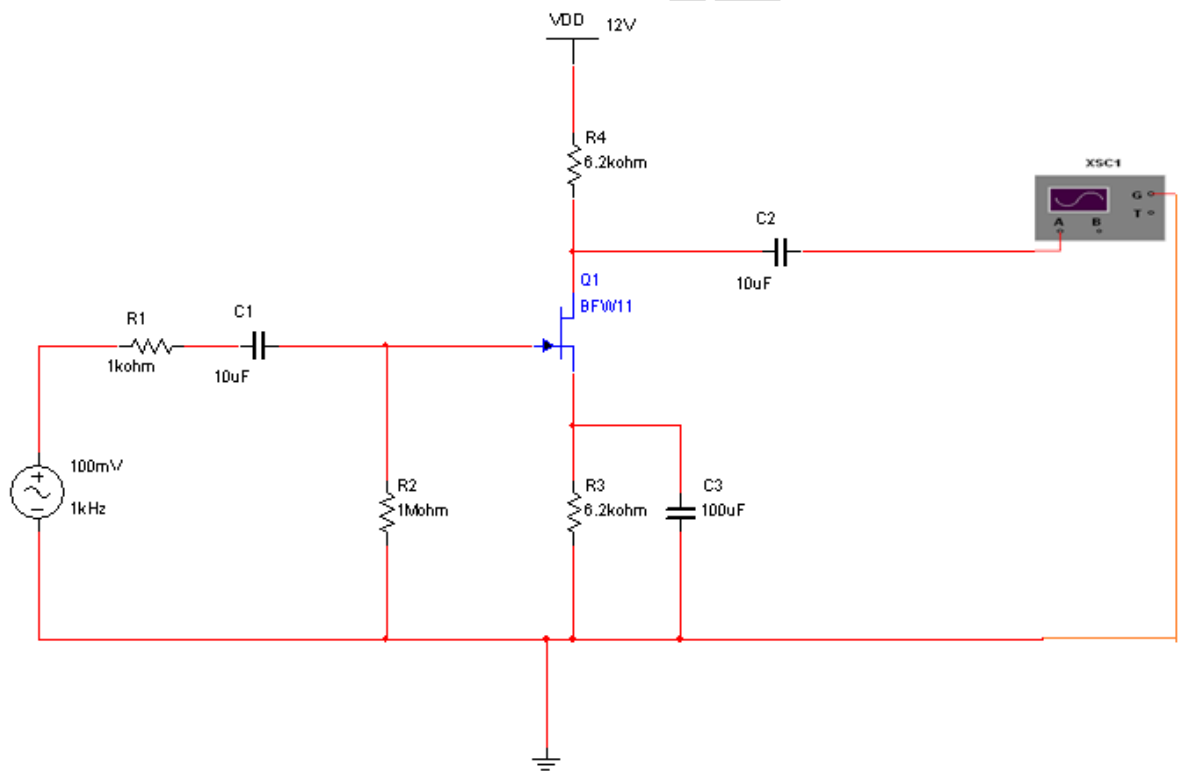 VDD 12V
R4
6.2kohm
XSC1
G
T
A B
C2
10uF
Q1
BFW11
R1
1kohm
C1
10uF
100mV
1kHz
R2
1Mohm
R3
6.2kohm
C3
100uF